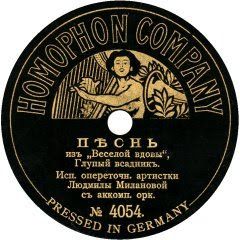 HOMOPHON COMPANY
ПѢСНЬ
изъ „Веселой вдовы“,
Глупый всадникъ.
Исп. опереточн. артистки
Людмилы Милановой
съ аккомп. орк.
№ 4054.
PRESSED IN GERMANY